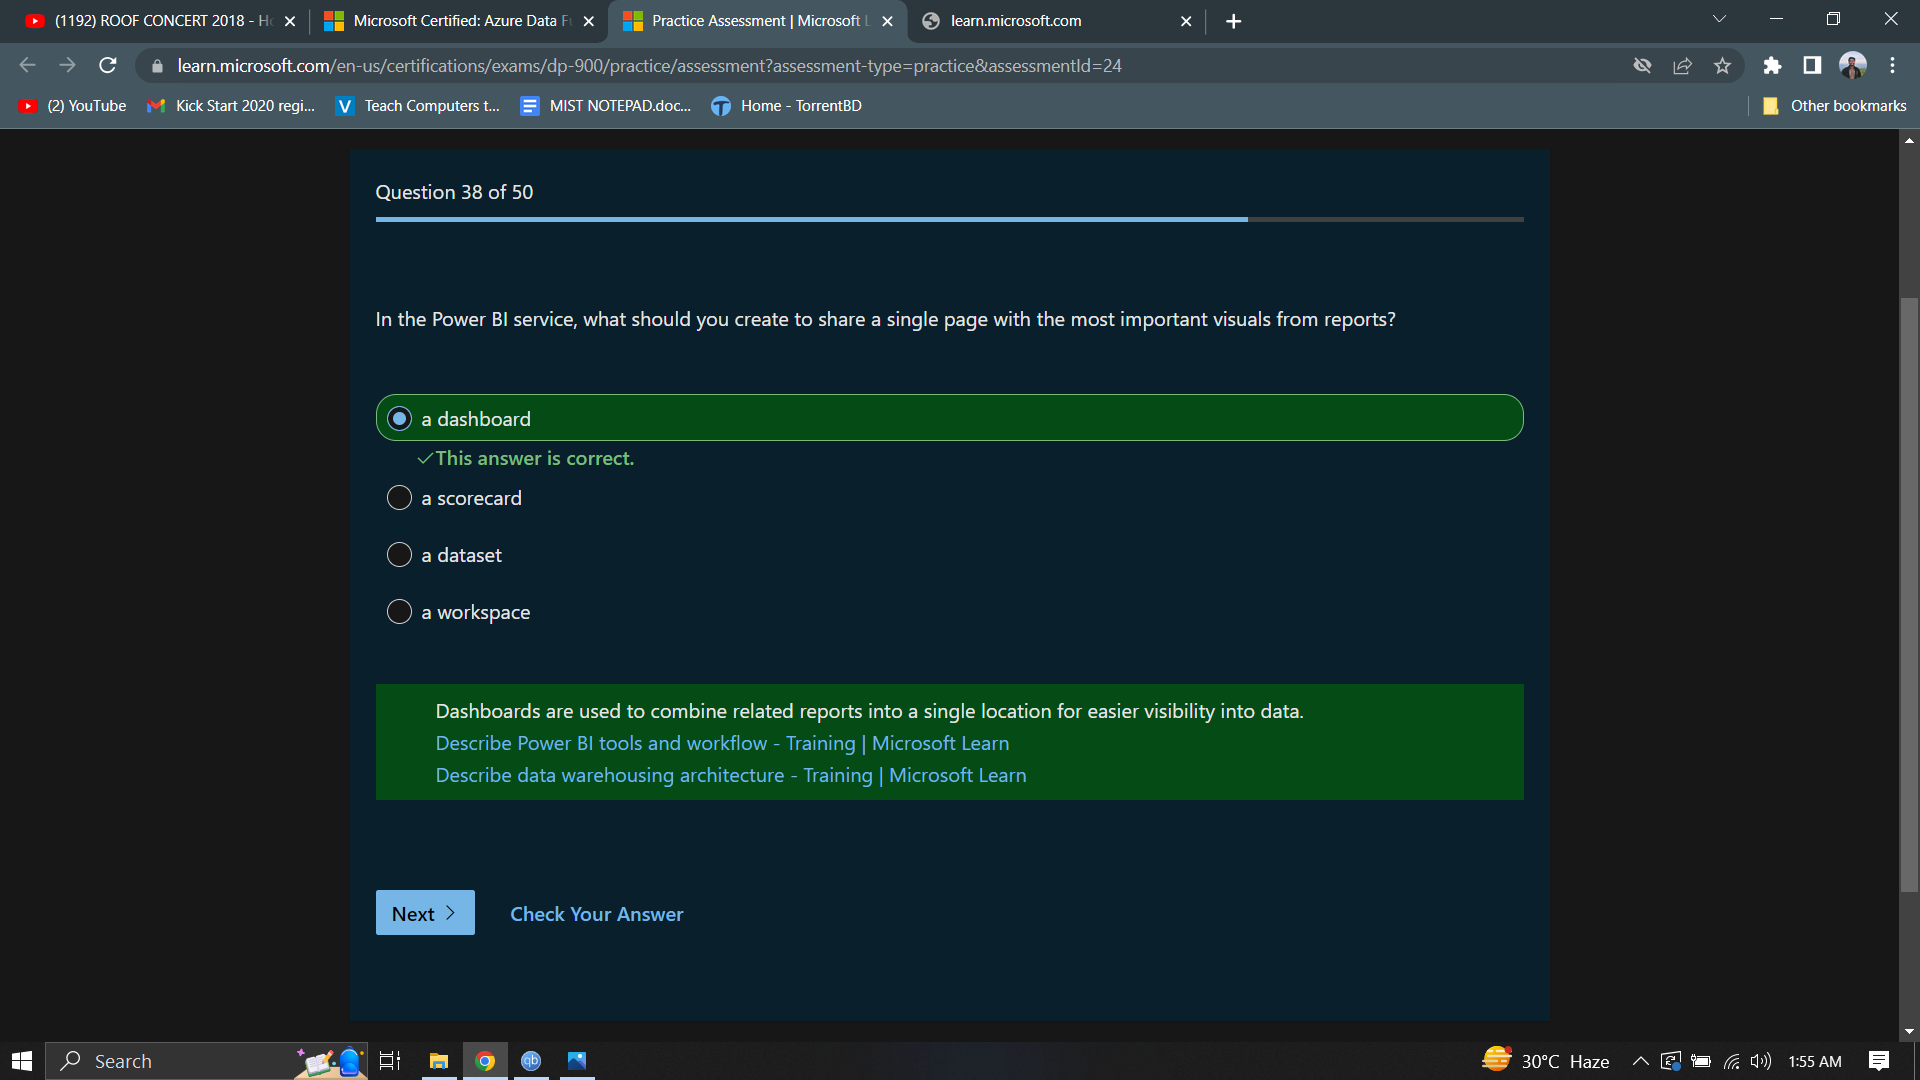 (1192) ROOF CONCERT 2018 - H
Microsoft Certified: Azure Data F
Practice Assessment | Microsoft L
learn.microsoft.com
learn.microsoft.com/en-us/certifications/exams/dp-900/practice/assessment?assessment-type=practice&assessmentId=24
(2) YouTube
Kick Start 2020 regi...
Teach Computers t...
MIST NOTEPAD.doc...
Home - TorrentBD
Other bookmarks
Question 38 of 50
In the Power BI service, what should you create to share a single page with the most important visuals from reports?
a dashboard
✓This answer is correct.
a scorecard
a dataset
a workspace
Dashboards are used to combine related reports into a single location for easier visibility into data.
Describe Power BI tools and workflow - Training | Microsoft Learn
Describe data warehousing architecture - Training | Microsoft Learn
Next
Check Your Answer
Search
qb
30°C Haze
1:55 AM